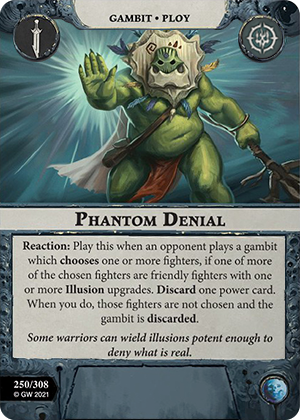 GAMBIT • PLOY
PHANTOM DENIAL
Reaction: Play this when an opponent plays a gambit
which chooses one or more fighters, if one of more
of the chosen fighters are friendly fighters with one
or more Illusion upgrades. Discard one power card.
When you do, those fighters are not chosen and the
gambit is discarded.
Some warriors can wield illusions potent enough to
deny what is real.
250/308
© GW 2021